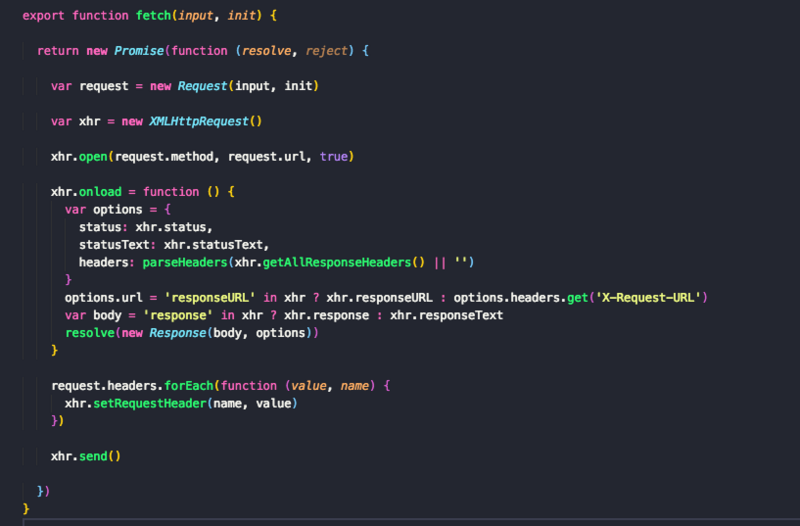 export function fetch(input, init) {
return new Promise(function (resolve, reject) {
var request = new Request(input, init)
var xhr = new XMLHttpRequest()
xhr.open(request.method, request.url, true)
xhr.onload = function () {
var options = {
status: xhr.status,
statusText: xhr.statusText,
headers: parseHeaders(xhr.getAllResponseHeaders() || '')
}
options.url = 'responseURL' in xhr ? xhr.responseURL : options.headers.get('X-Request-URL')
var body = 'response' in xhr ? xhr.response : xhr.responseText
resolve(new Response(body, options))
}
request.headers.forEach(function (value, name) {
xhr.setRequestHeader(name, value)
})
xhr.send()
})
}